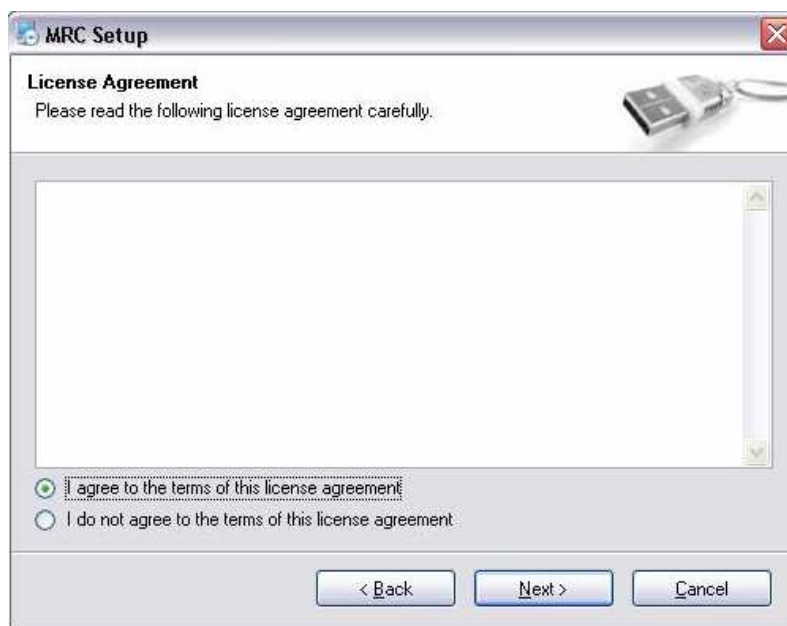 MRC Setup
License Agreement
Please read the following license agreement carefully.
I agree to the terms of this license agreement
I do not agree to the terms of this license agreement
< Back
Next >
Cancel